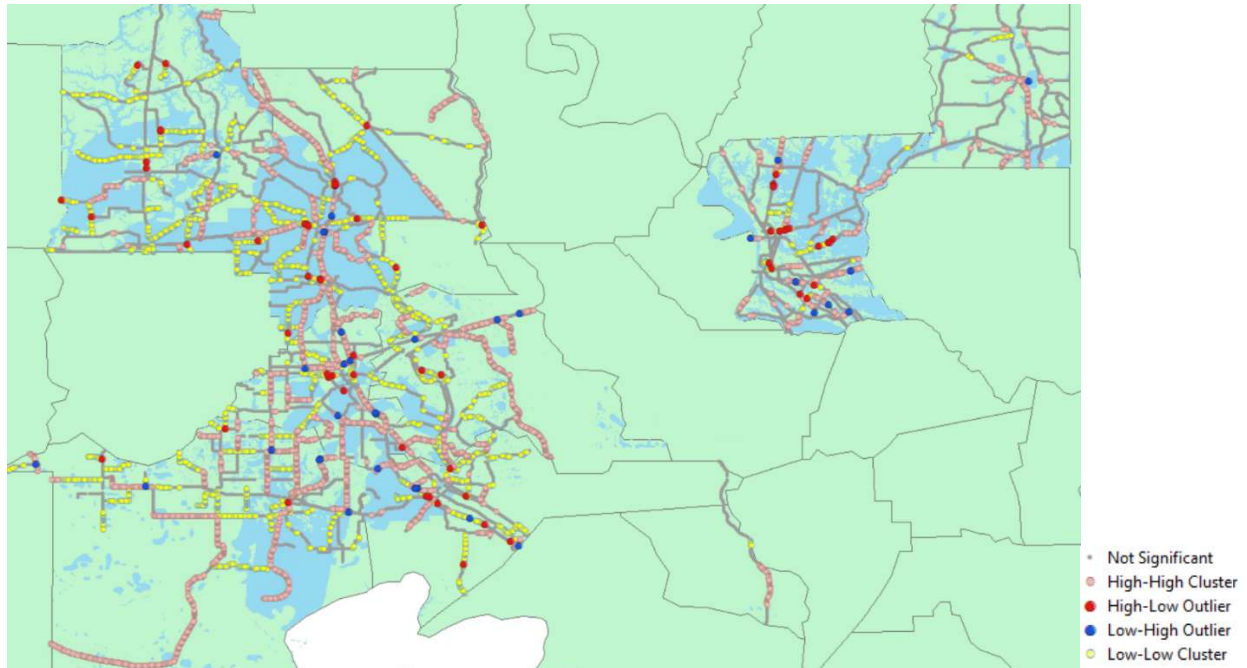 Not Significant
High-High Cluster
High-Low Outlier
Low-High Outlier
Low-Low Cluster